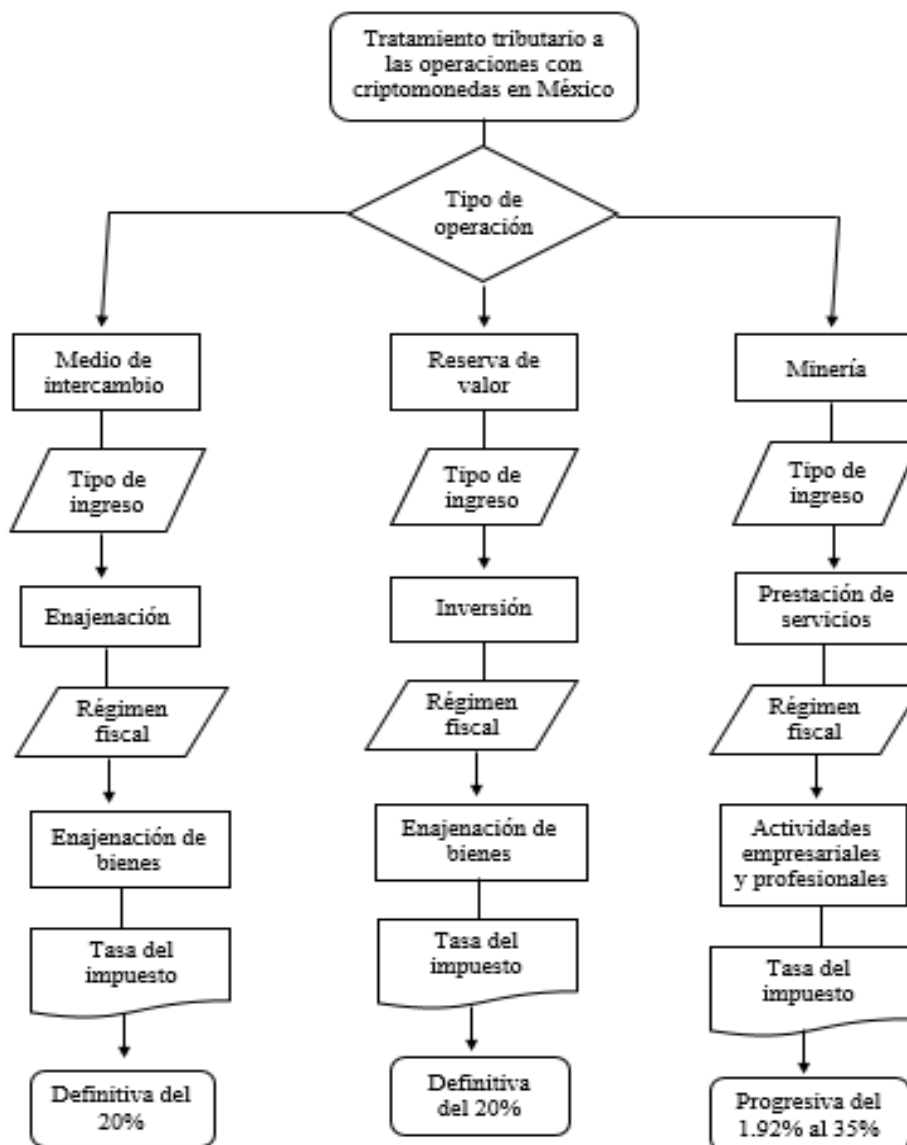 Tratamiento tributario a
las operaciones con
criptomonedas en México
Tipo de
operación
Medio de
intercambio
Tipo de
ingreso
Enajenación
Régimen
fiscal
Enajenación de
bienes
Tasa del
impuesto
Definitiva del
20%
Reserva de
valor
Tipo de
ingreso
Inversión
Régimen
fiscal
Enajenación de
bienes
Tasa del
impuesto
Definitiva
del 20%
Minería
Tipo de
ingreso
Prestación de
servicios
Régimen
fiscal
Actividades
empresariales
y profesionales
Tasa del
impuesto
Progresiva del
1.92% al 35%